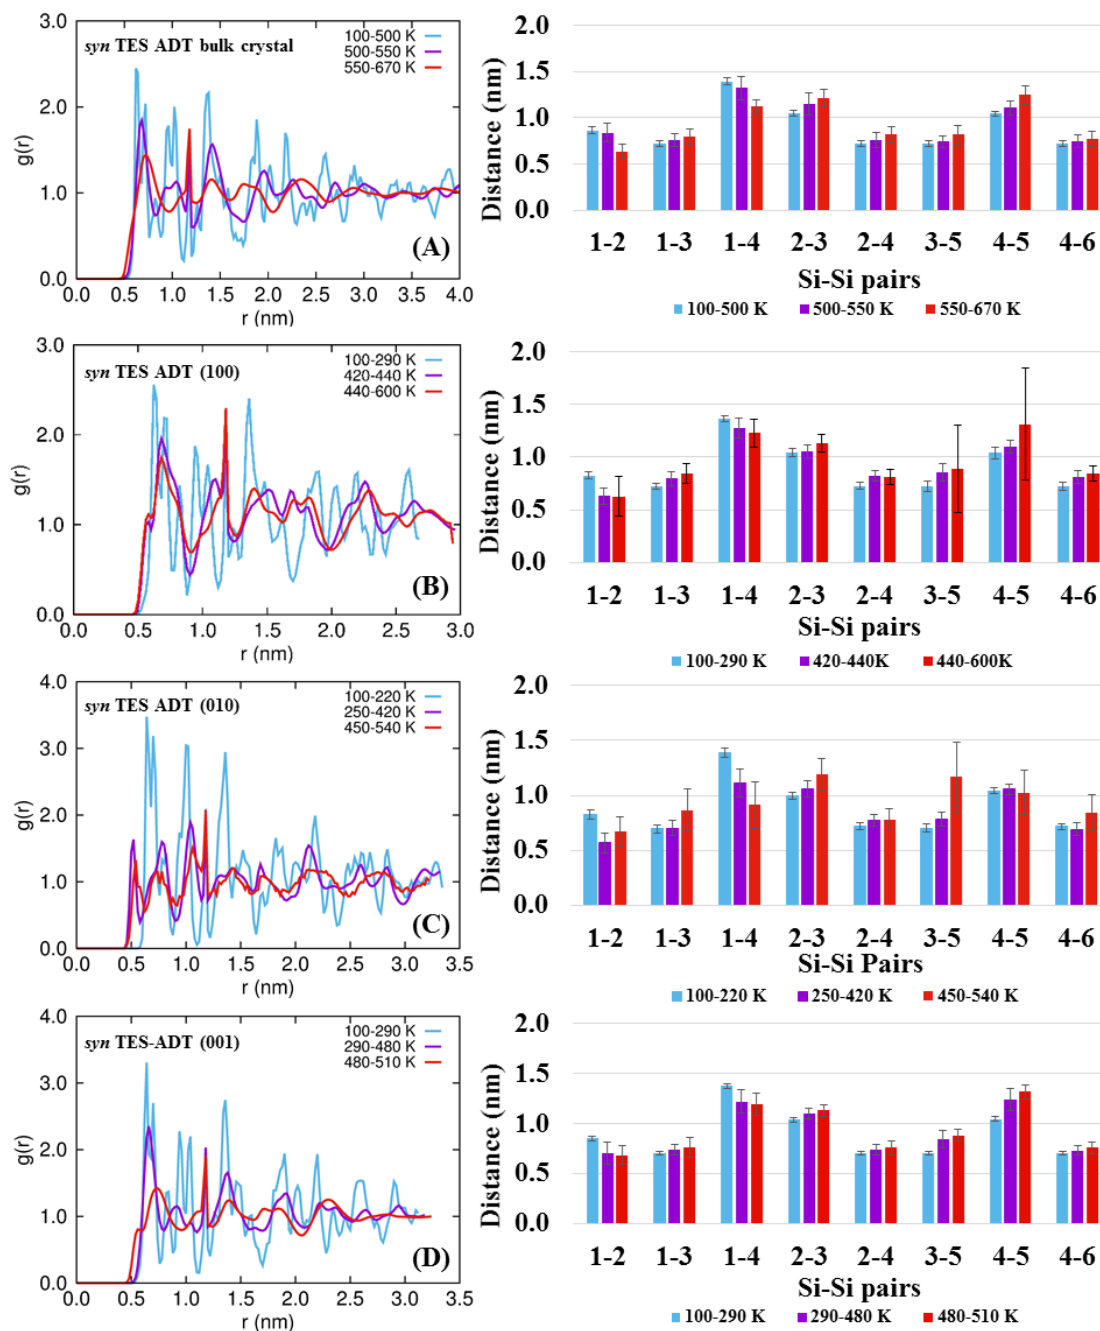 syn TES ADT bulk crystal
100-500 K
500-550 K
550-670 K
g(r)
3.0
2.0
1.0
0.0
0.0 0.5 1.0 1.5 2.0 2.5 3.0 3.5 4.0
r (nm)
(A)
Distance (nm)
2.0
1.5
1.0
0.5
0.0
1-2 1-3 1-4 2-3 2-4 3-5 4-5 4-6
Si-Si pairs
100-500 K 500-550 K 550-670 K
syn TES ADT (100)
100-290 K
420-440 K
440-600 K
g(r)
3.0
2.0
1.0
0.0
0.0 0.5 1.0 1.5 2.0 2.5 3.0
r (nm)
(B)
Distance (nm)
2.0
1.5
1.0
0.5
0.0
1-2 1-3 1-4 2-3 2-4 3-5 4-5 4-6
Si-Si pairs
100-290 K 420-440K 440-600K
syn TES ADT (010)
100-220 K
250-420 K
450-540 K
g(r)
4.0
3.0
2.0
1.0
0.0
0.0 0.5 1.0 1.5 2.0 2.5 3.0 3.5
r (nm)
(C)
Distance (nm)
2.0
1.5
1.0
0.5
0.0
1-2 1-3 1-4 2-3 2-4 3-5 4-5 4-6
Si-Si Pairs
100-220 K 250-420 K 450-540 K
syn TES-ADT (001)
100-290 K
290-480 K
480-510 K
g(r)
4.0
3.0
2.0
1.0
0.0
0.0 0.5 1.0 1.5 2.0 2.5 3.0 3.5
r (nm)
(D)
Distance (nm)
2.0
1.5
1.0
0.5
0.0
1-2 1-3 1-4 2-3 2-4 3-5 4-5 4-6
Si-Si pairs
100-290 K 290-480 K 480-510 K